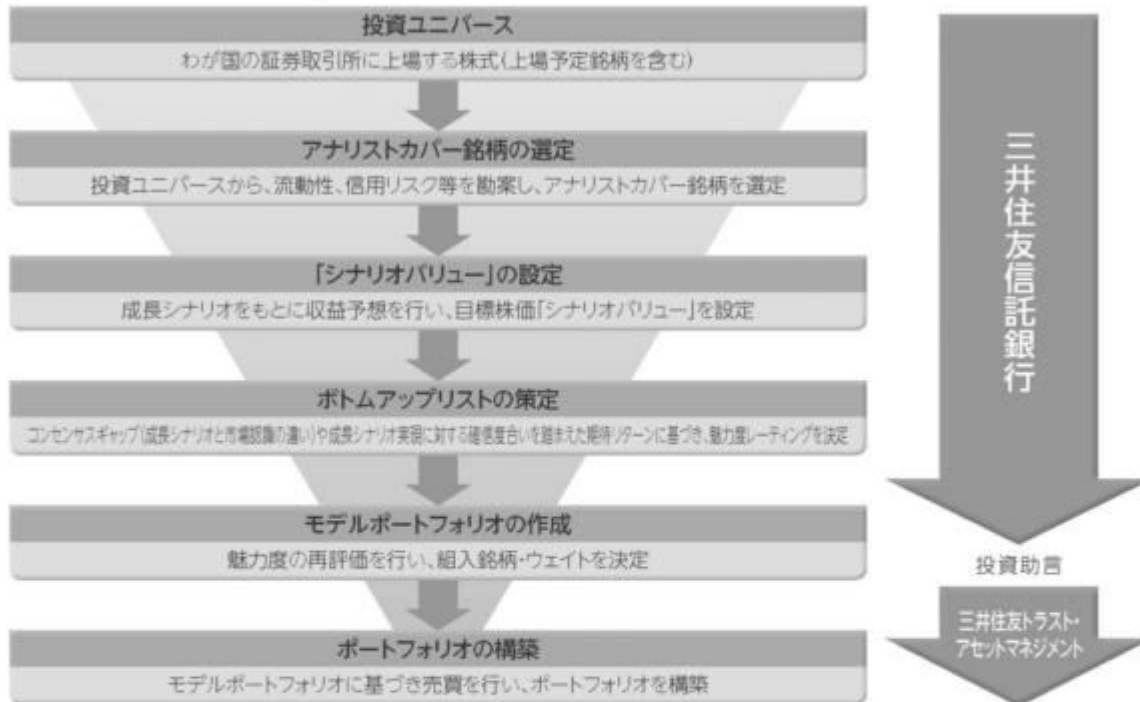 投資ユニバース
わが国の証券取引所に上場する株式(上場予定銘柄を含む)
アナリストカバー銘柄の選定
投資ユニバースから、流動性、信用リスク等を勘案し、アナリストカバー銘柄を選定
「シナリオバリュー」の設定
成長シナリオをもとに収益予想を行い、目標株価「シナリオバリュー」を設定
ボトムアップリストの策定
コンセンサスギャップ(成長シナリオと市場認識の違い)や成長シナリオ実現に対する確信度合いを踏まえた期待リターンに基づき、魅力度レーティングを決定
モデルポートフォリオの作成
魅力度の再評価を行い、組入銘柄・ウェイトを決定
ポートフォリオの構築
モデルポートフォリオに基づき売買を行い、ポートフォリオを構築
三井住友信託銀行
投資助言
三井住友トラスト・
アセットマネジメント